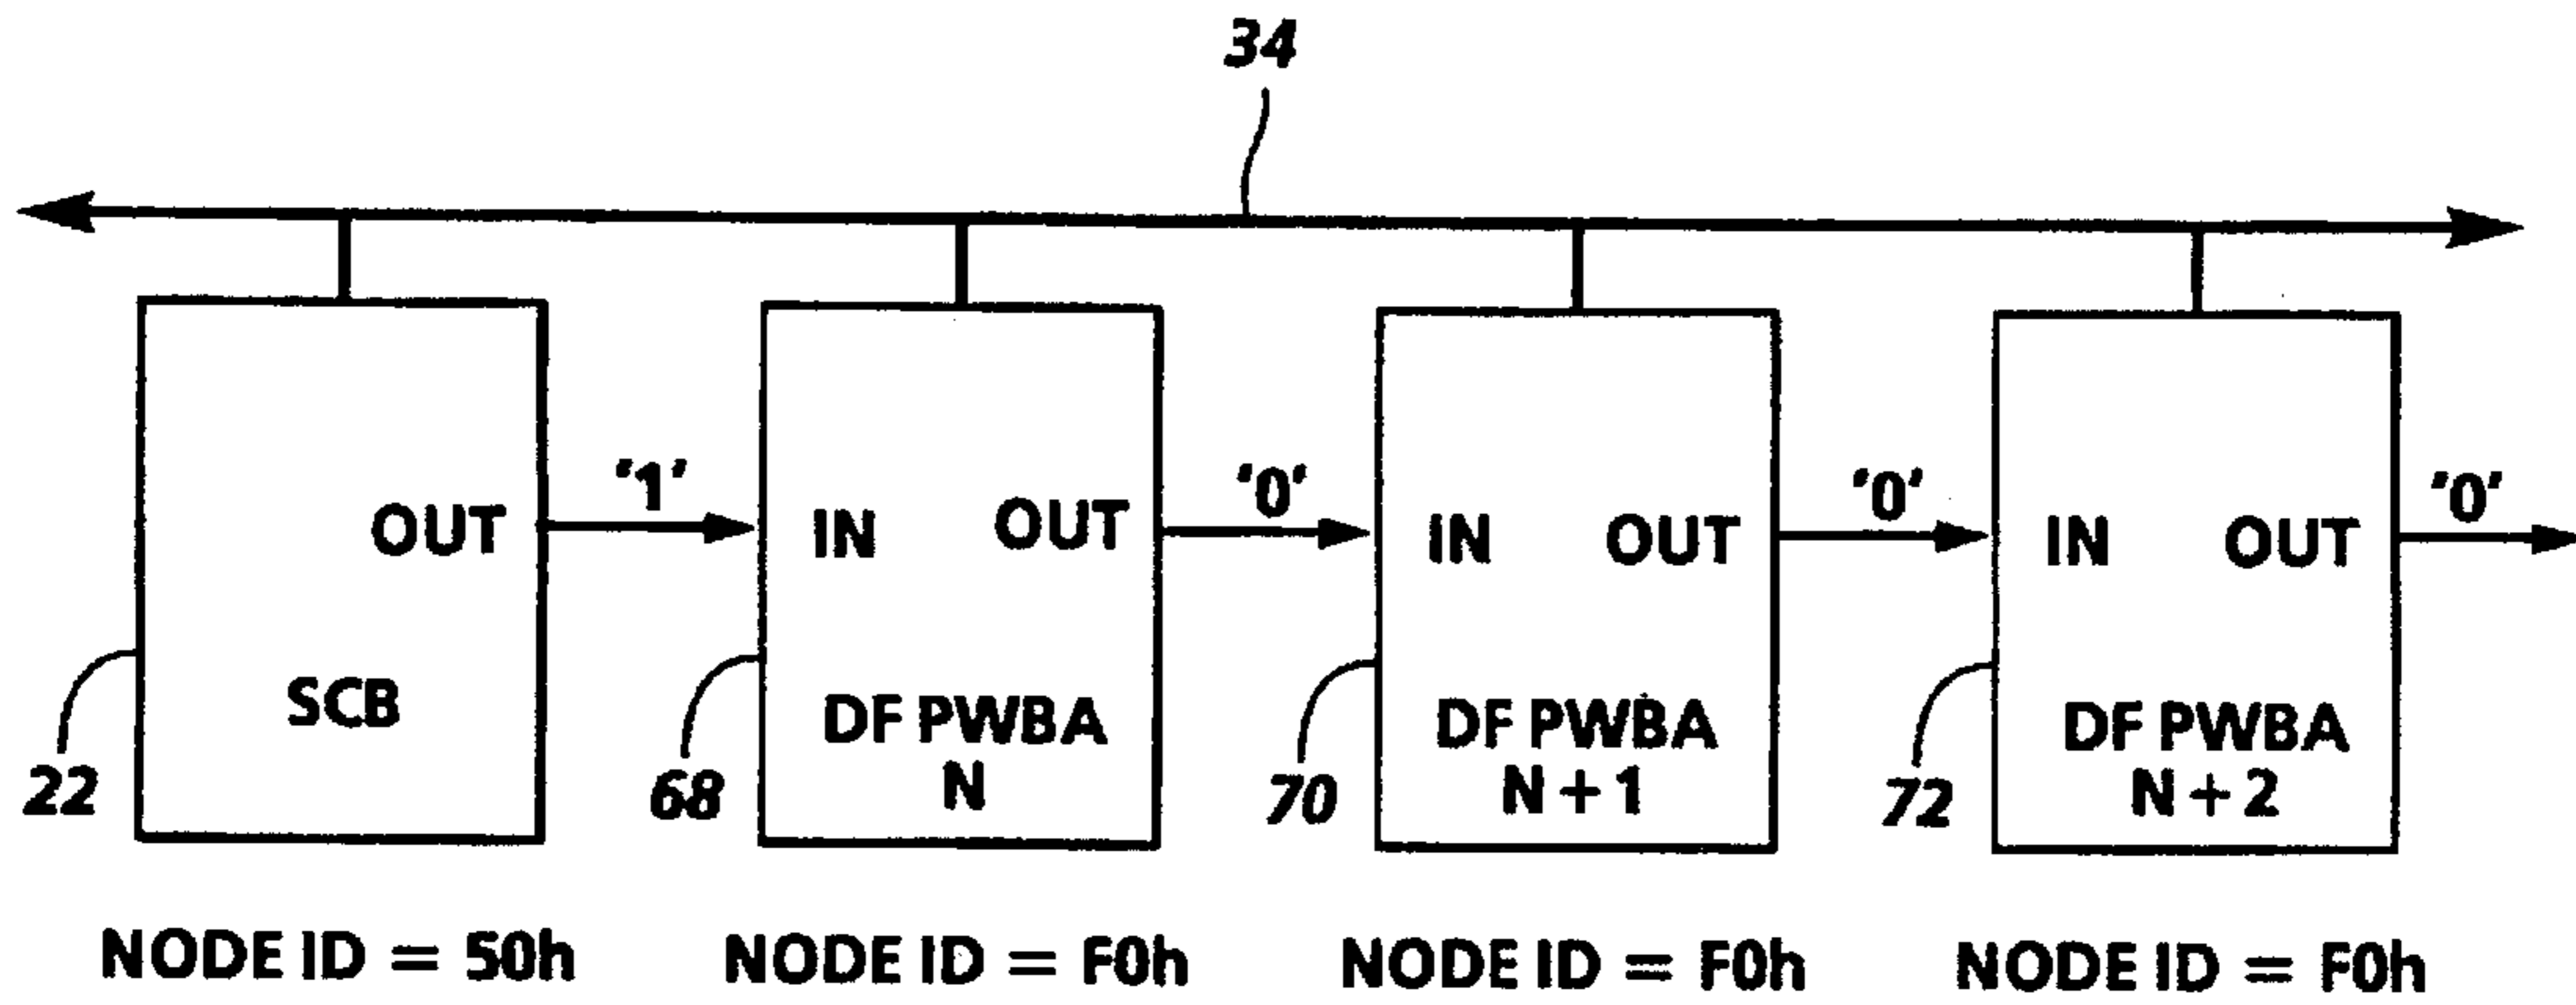 34
'1'
'0'
'0'
'0'
OUT
IN OUT
IN OUT
IN OUT
SCB
DF PWBA
N
DF PWBA
N + 1
DF PWBA
N + 2
22
68
70
72
NODE ID = 50h
NODE ID = F0h
NODE ID = F0h
NODE ID = F0h